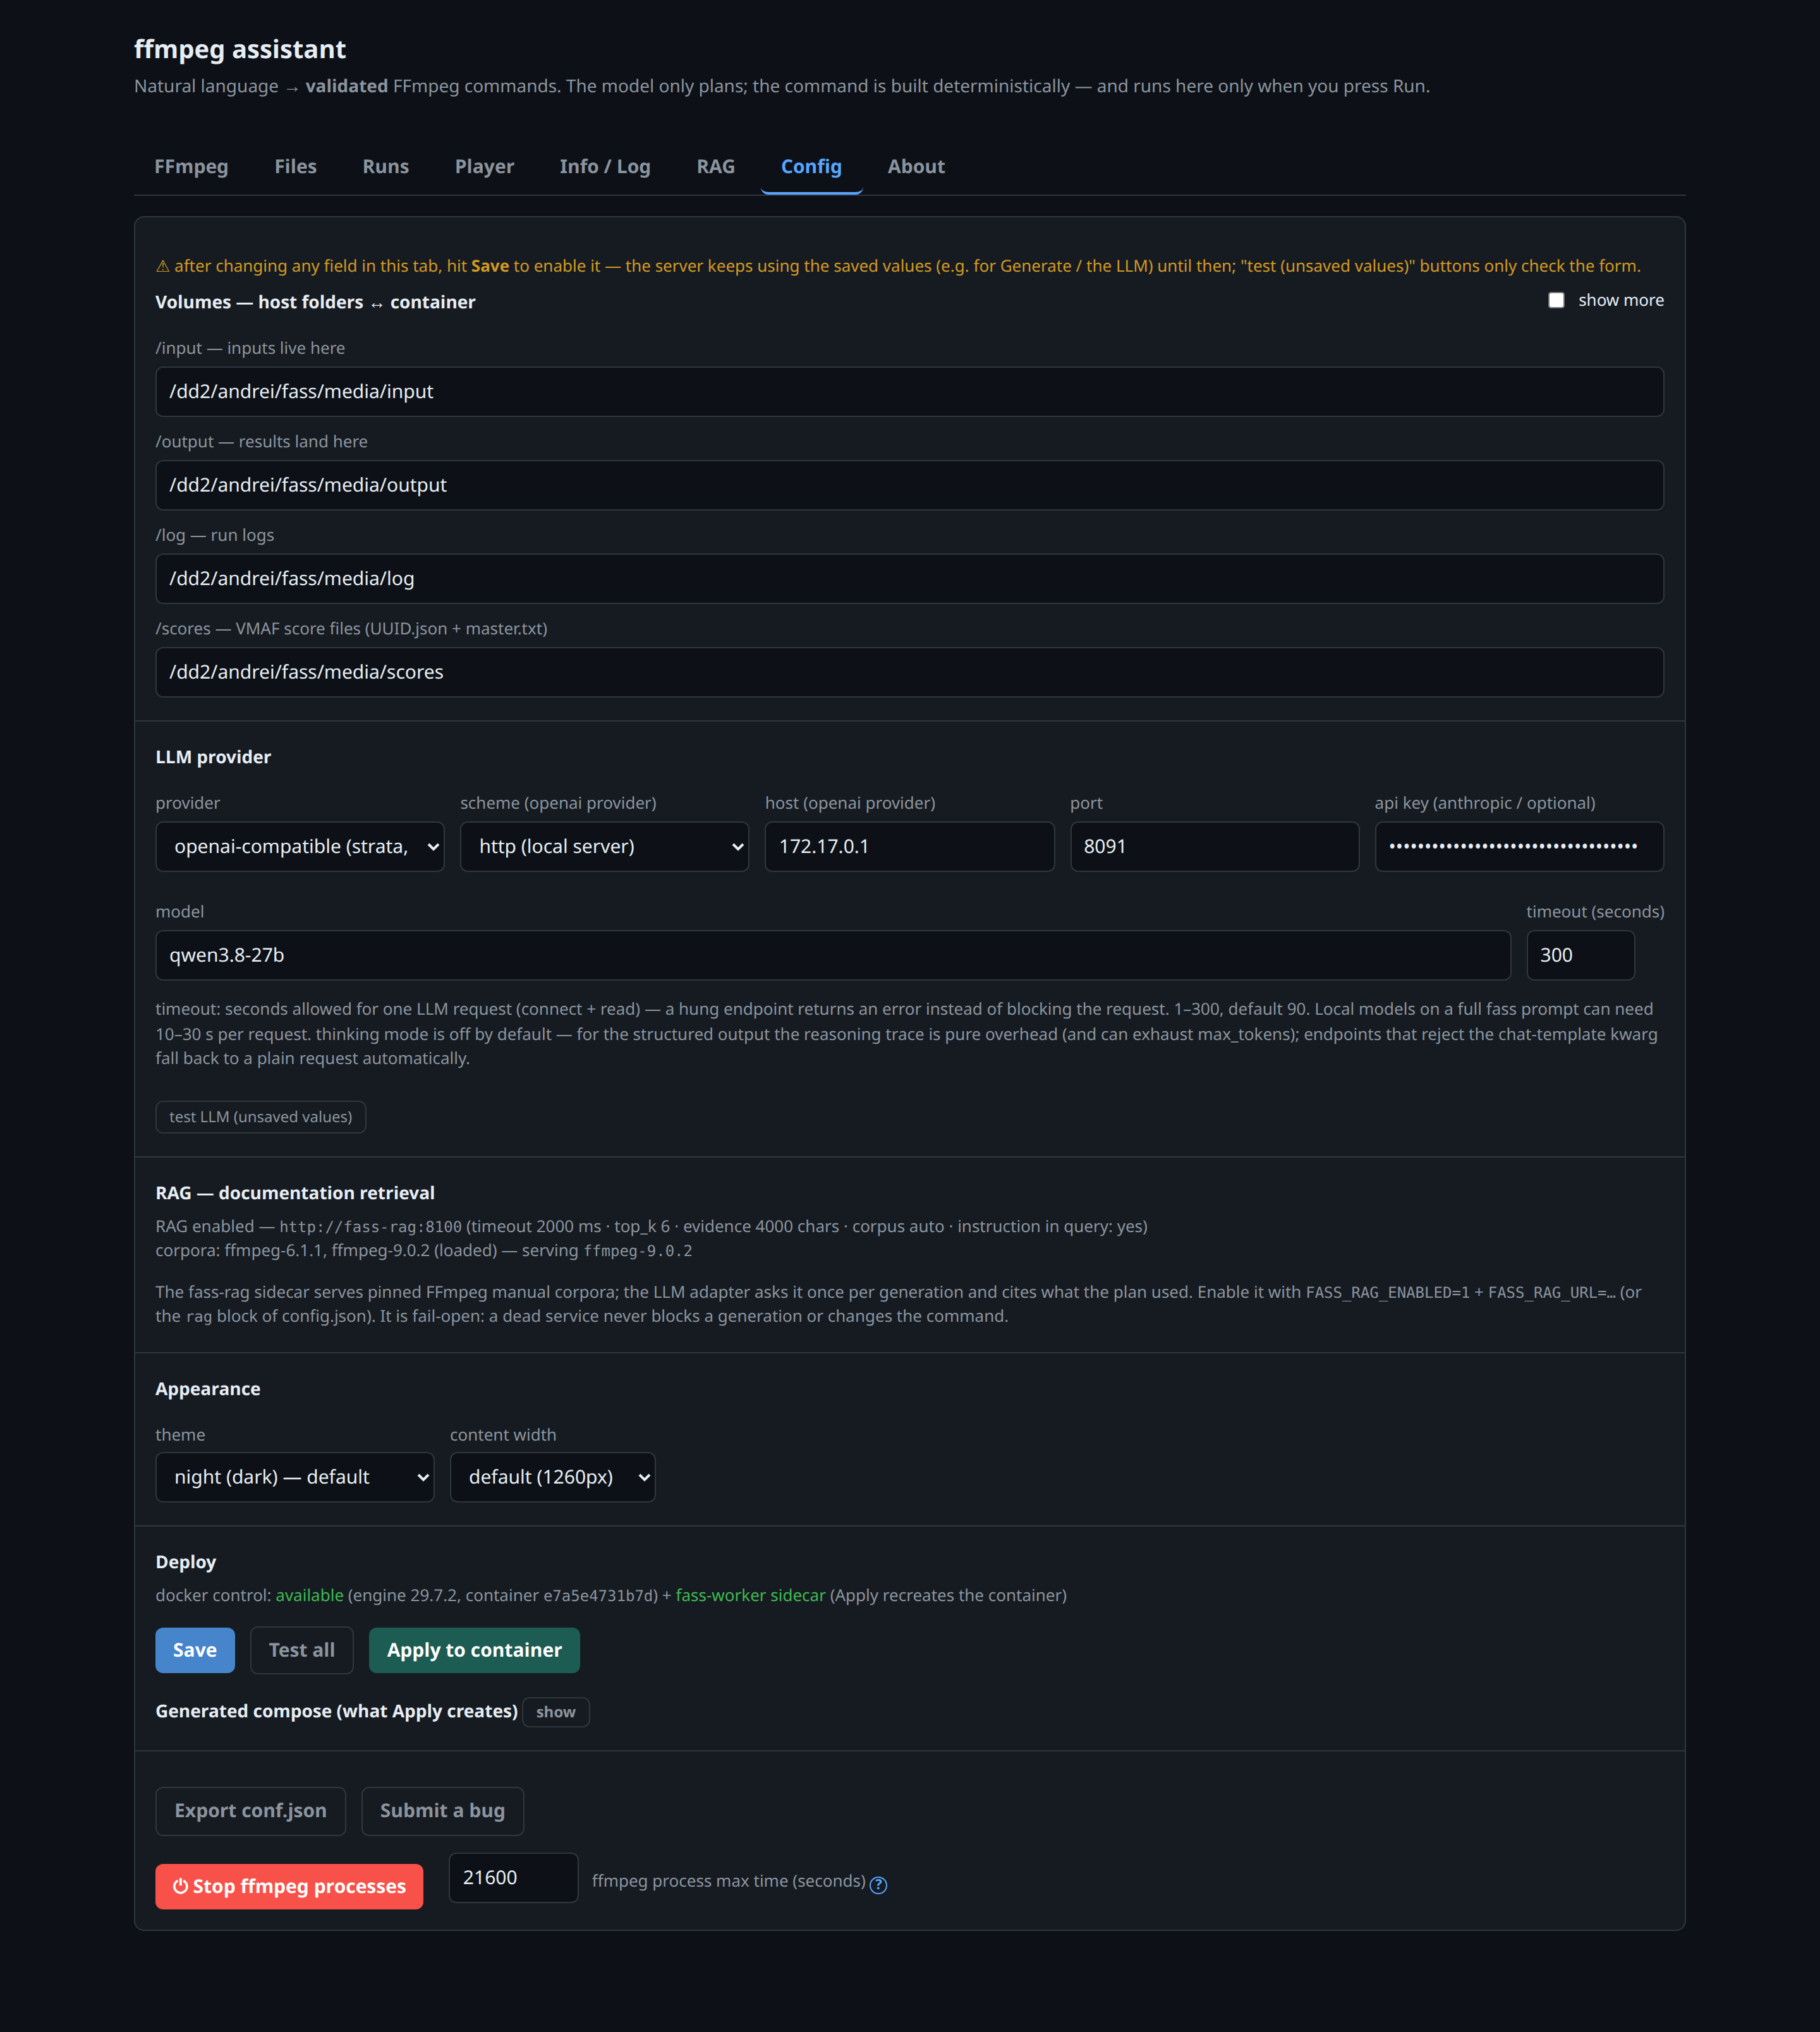 ffmpeg assistant
Natural language → validated FFmpeg commands. The model only plans; the command is built deterministically — and runs here only when you press Run.
FFmpeg Files Runs Player Info / Log RAG Config About
⚠ after changing any field in this tab, hit Save to enable it — the server keeps using the saved values (e.g. for Generate / the LLM) until then; "test (unsaved values)" buttons only check the form.
Volumes — host folders ↔ container show more
/input — inputs live here
/dd2/andrei/fass/media/input
/output — results land here
/dd2/andrei/fass/media/output
/log — run logs
/dd2/andrei/fass/media/log
/scores — VMAF score files (UUID.json + master.txt)
/dd2/andrei/fass/media/scores
LLM provider
provider scheme (openai provider) host (openai provider) port api key (anthropic / optional)
openai-compatible (strata, http (local server) 172.17.0.1 8091 •••••••••••••••••••••••••••••••••••
model timeout (seconds)
qwen3.8-27b 300
timeout: seconds allowed for one LLM request (connect + read) — a hung endpoint returns an error instead of blocking the request. 1–300, default 90. Local models on a full fass prompt can need
10–30 s per request. thinking mode is off by default — for the structured output the reasoning trace is pure overhead (and can exhaust max_tokens); endpoints that reject the chat-template kwarg
fall back to a plain request automatically.
test LLM (unsaved values)
RAG — documentation retrieval
RAG enabled — http://fass-rag:8100 (timeout 2000 ms · top_k 6 · evidence 4000 chars · corpus auto · instruction in query: yes)
corpora: ffmpeg-6.1.1, ffmpeg-9.0.2 (loaded) — serving ffmpeg-9.0.2
The fass-rag sidecar serves pinned FFmpeg manual corpora; the LLM adapter asks it once per generation and cites what the plan used. Enable it with FASS_RAG_ENABLED=1 + FASS_RAG_URL=… (or
the rag block of config.json). It is fail-open: a dead service never blocks a generation or changes the command.
Appearance
theme content width
night (dark) — default default (1260px)
Deploy
docker control: available (engine 29.7.2, container e7a5e4731b7d) + fass-worker sidecar (Apply recreates the container)
Save Test all Apply to container
Generated compose (what Apply creates) show
Export conf.json Submit a bug
⏻ Stop ffmpeg processes 21600 ffmpeg process max time (seconds) ?